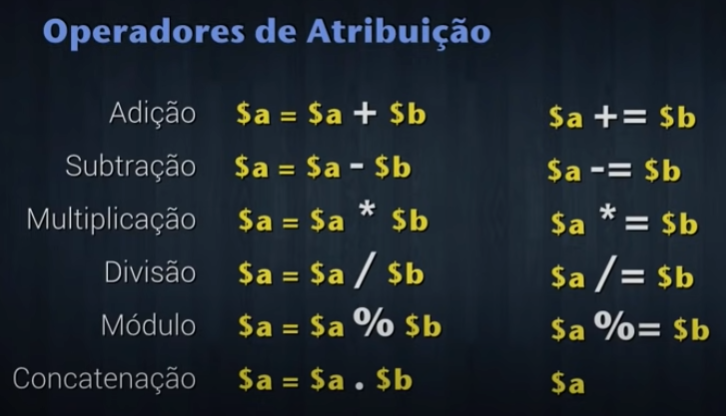 Operadores de Atribuição
Adição $a = $a + $b $a += $b
Subtração $a = $a - $b $a -= $b
Multiplicação $a = $a * $b $a *= $b
Divisão $a = $a / $b $a /= $b
Módulo $a = $a % $b $a %= $b
Concatenação $a = $a . $b $a